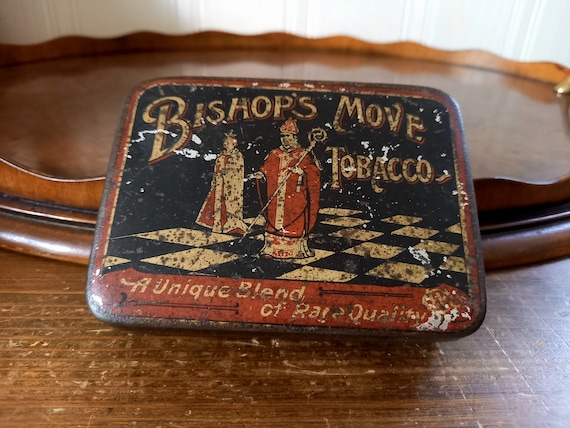 BISHOP'S MOVE
TOBACCO
A Unique Blend
of Rare Quality